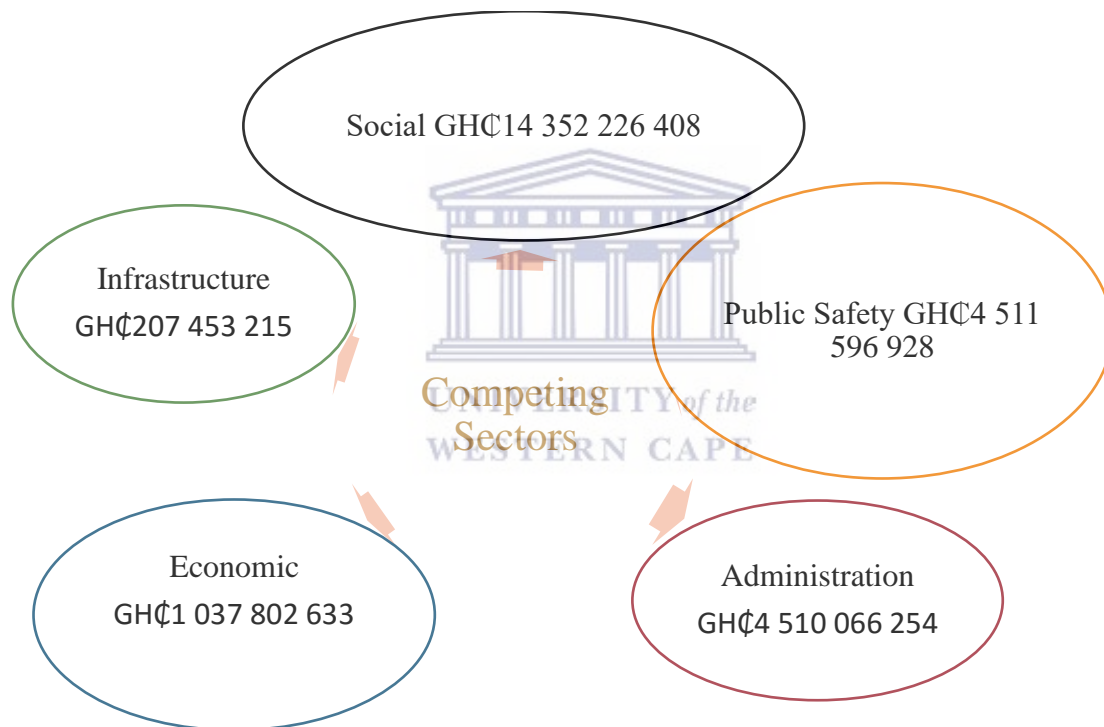 Social GH₵14 352 226 408
Infrastructure
GH₵207 453 215
Public Safety GH₵4 511
596 928
Competing
Sectors
UNIVERSITY of the
WESTERN CAPE
Economic
GH₵1 037 802 633
Administration
GH₵4 510 066 254